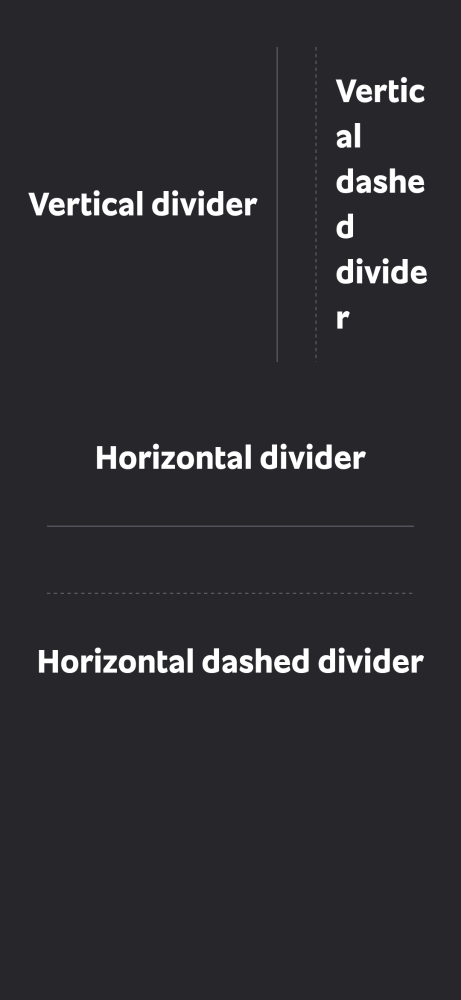 Vertical divider
Vertic
al
dashe
d
divide
r
Horizontal divider
Horizontal dashed divider